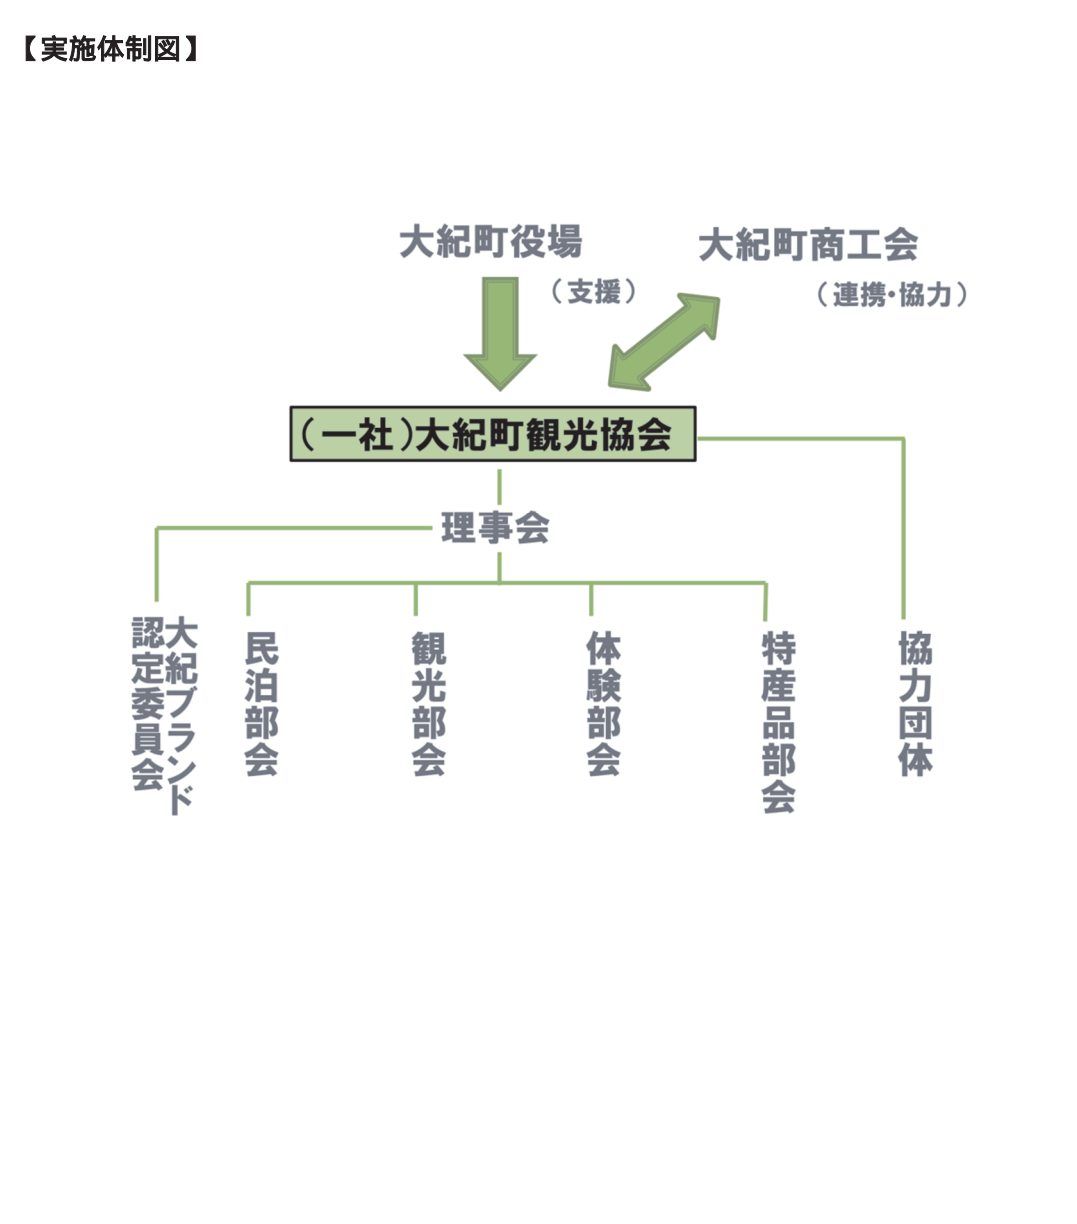 【実施体制図】
大紀町役場
（支援）
大紀町商工会
（連携・協力）
（一社）大紀町観光協会
理事会
大紀ブランド
認定委員会
民泊部会
観光部会
体験部会
特産品部会
協力団体